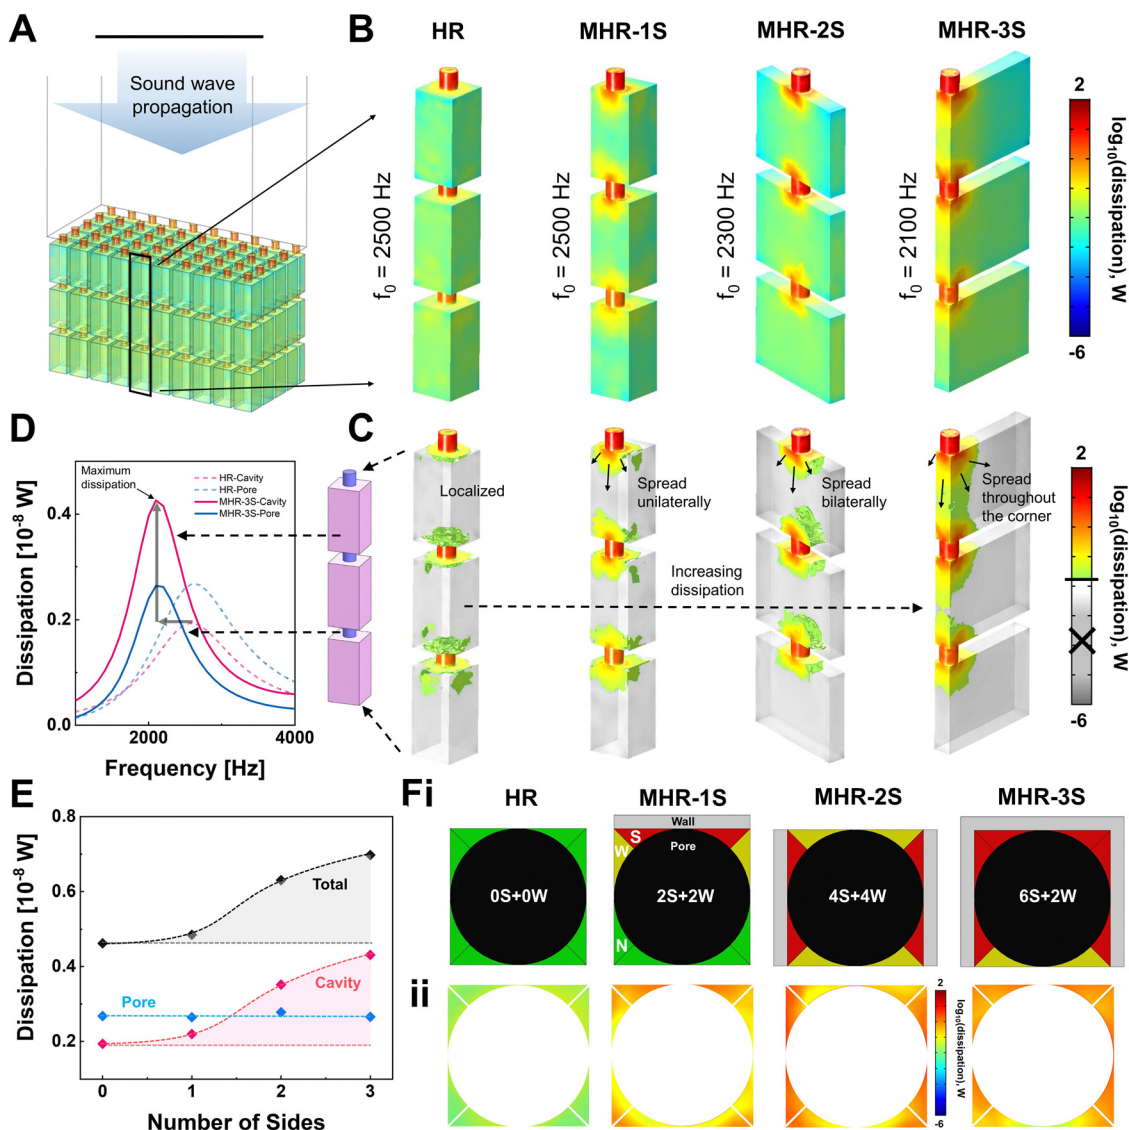 A
Sound wave
propagation
B
HR
MHR-1S
MHR-2S
MHR-3S
f₀ = 2500 Hz
f₀ = 2500 Hz
f₀ = 2300 Hz
f₀ = 2100 Hz
2
-6
log₁₀(dissipation), W
C
Localized
Spread
unilaterally
Spread
bilaterally
Spread
throughout
the corner
Increasing
dissipation
2
-6
log₁₀(dissipation), W
D
Maximum
dissipation
HR-Cavity
HR-Pore
MHR-3S-Cavity
MHR-3S-Pore
Dissipation [10⁻⁸ W]
0.4
0.2
0.0
2000
4000
Frequency [Hz]
E
Dissipation [10⁻⁸ W]
0.8
0.6
0.4
0.2
Total
Pore
Cavity
0
1
2
3
Number of Sides
Fi
HR
MHR-1S
MHR-2S
MHR-3S
0S+0W
Wall
S
W
Pore
2S+2W
N
4S+4W
6S+2W
ii
2
-6
log₁₀(dissipation), W